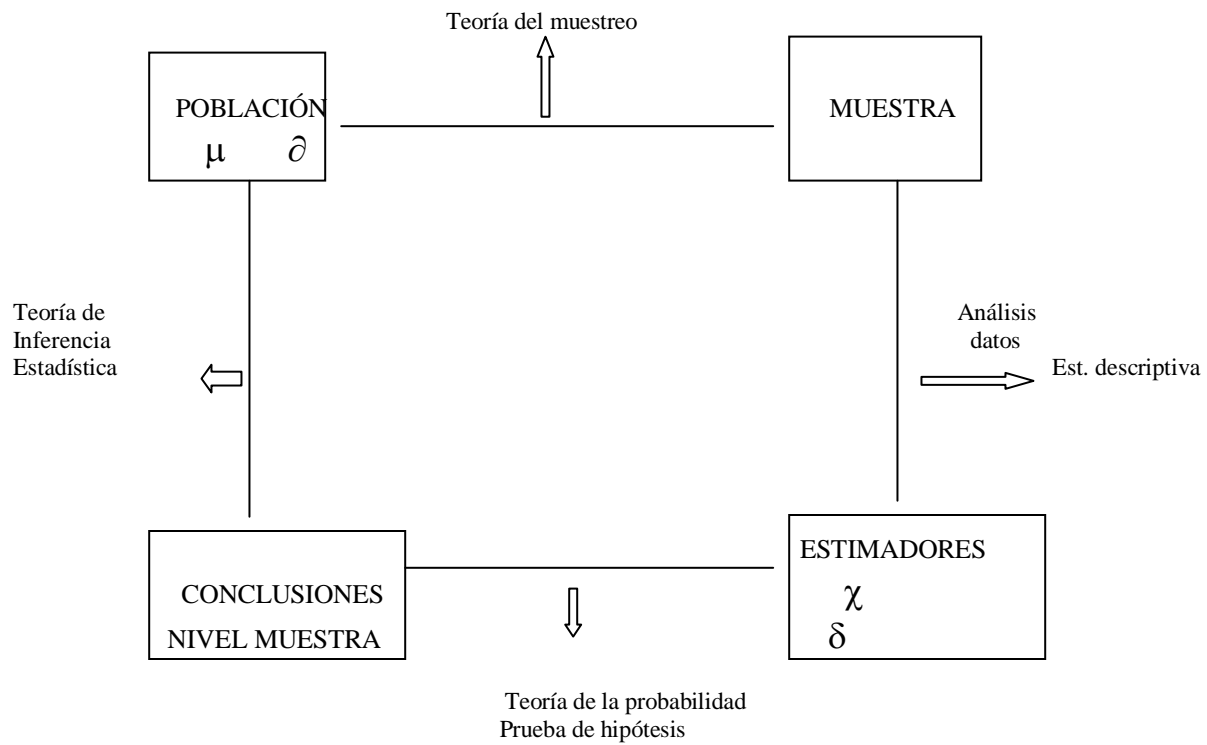 Teoría del muestreo
POBLACIÓN
μ ∂
MUESTRA
Teoría de
Inferencia
Estadística
Análisis
datos
Est. descriptiva
CONCLUSIONES
NIVEL MUESTRA
ESTIMADORES
χ
δ
Teoría de la probabilidad
Prueba de hipótesis